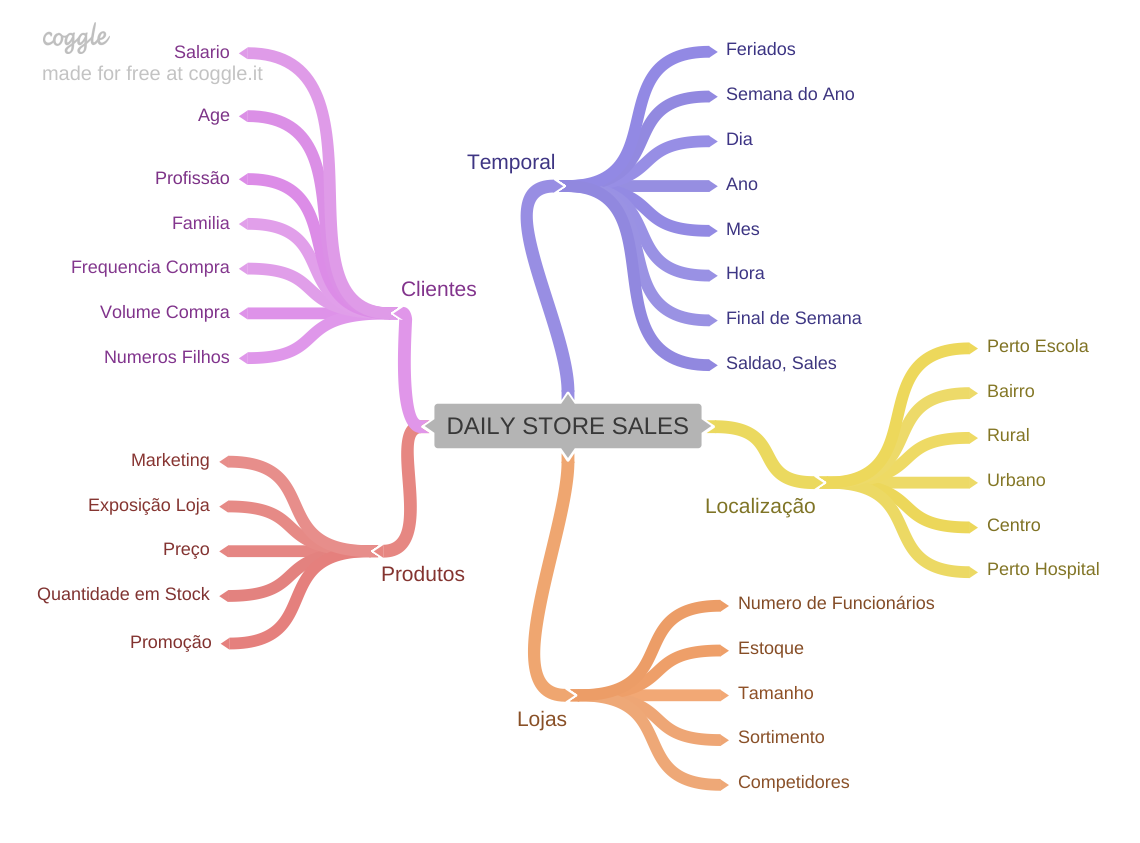 coggle
made for free at coggle.it
DAILY STORE SALES
Clientes
Salario
Age
Profissão
Familia
Frequencia Compra
Volume Compra
Numeros Filhos
Produtos
Marketing
Exposição Loja
Preço
Quantidade em Stock
Promoção
Temporal
Feriados
Semana do Ano
Dia
Ano
Mes
Hora
Final de Semana
Saldao, Sales
Localização
Perto Escola
Bairro
Rural
Urbano
Centro
Perto Hospital
Lojas
Numero de Funcionários
Estoque
Tamanho
Sortimento
Competidores